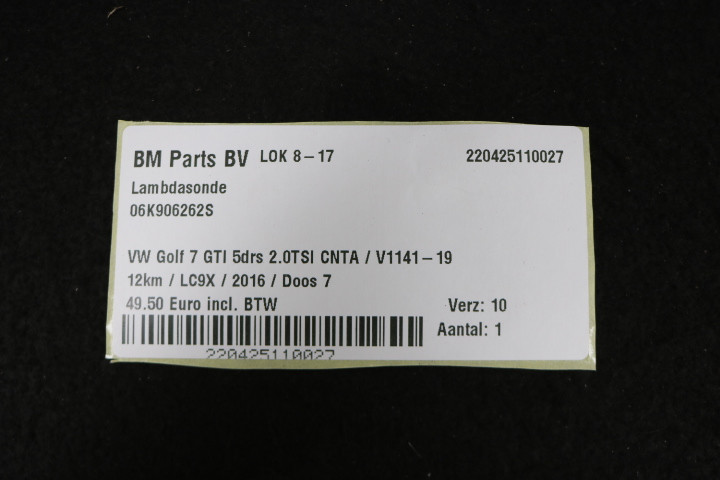 BM Parts BV LOK 8-17 220425110027
Lambdasonde
06K906262S
VW Golf 7 GTI 5drs 2.0TSI CNTA / V1141-19
12km / LC9X / 2016 / Doos 7
49.50 Euro incl. BTW Verz: 10
Aantal: 1
220425110027